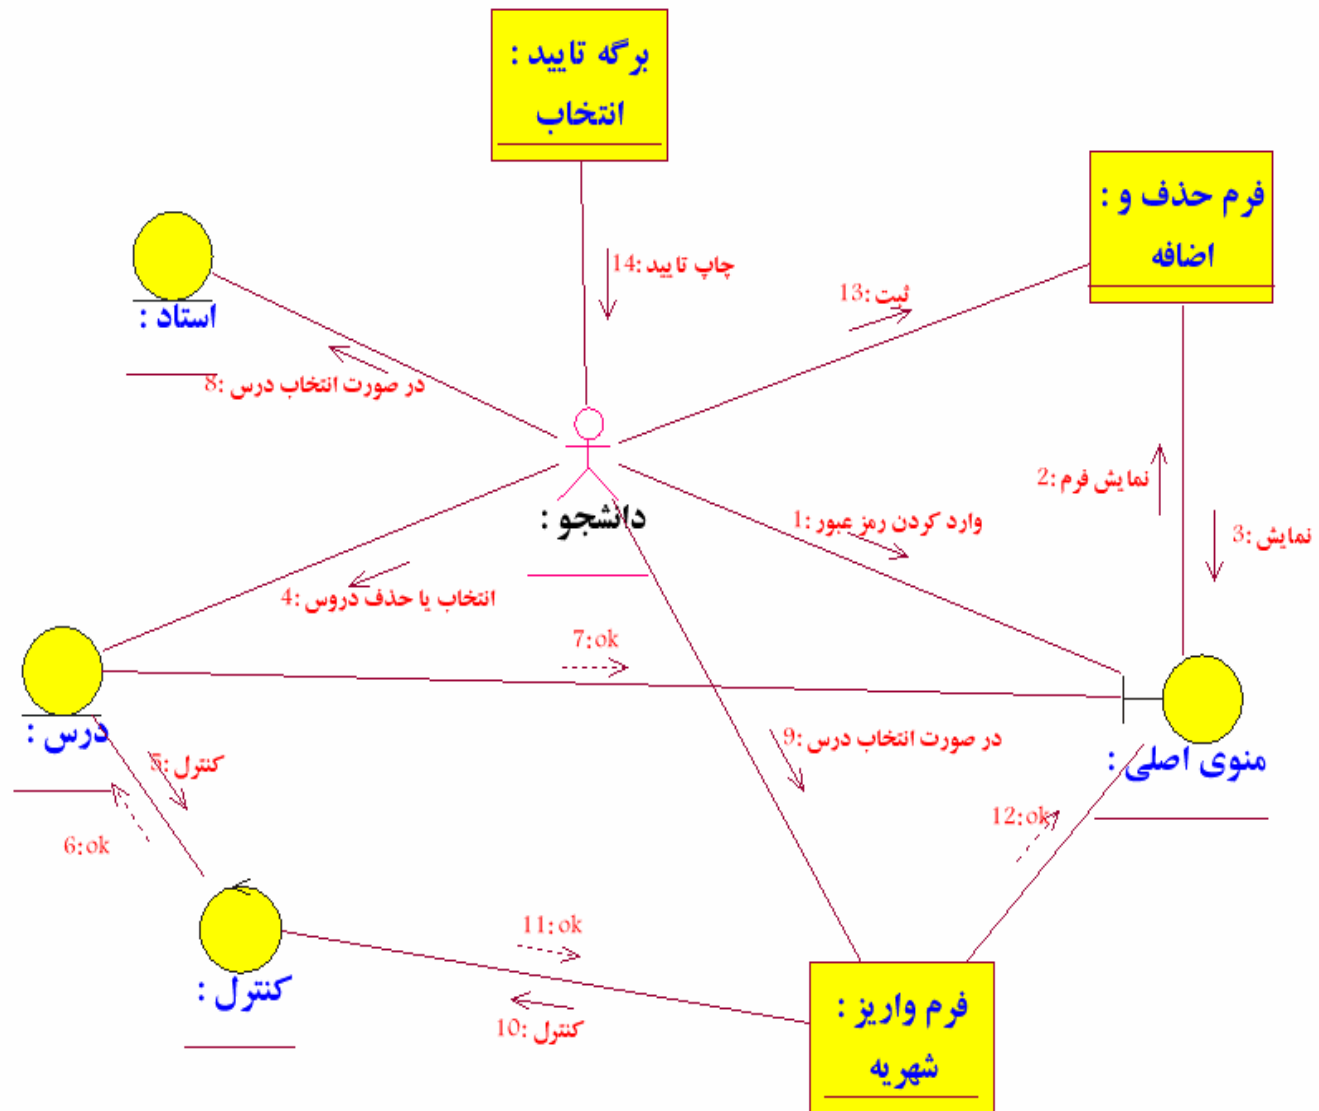 برگه تایید :
انتخاب
فرم حذف و :
اضافه
14:چاپ تایید
13:ثبت
استاد :
8:در صورت انتخاب درس
2:نمایش فرم
3:نمایش
دانشجو :
1:وارد کردن رمز عبور
4:انتخاب یا حذف دروس
7:ok
درس :
5:کنترل
9:در صورت انتخاب درس
منوی اصلی :
6:ok
12:ok
11:ok
کنترل :
10:کنترل
فرم واریز :
شهریه